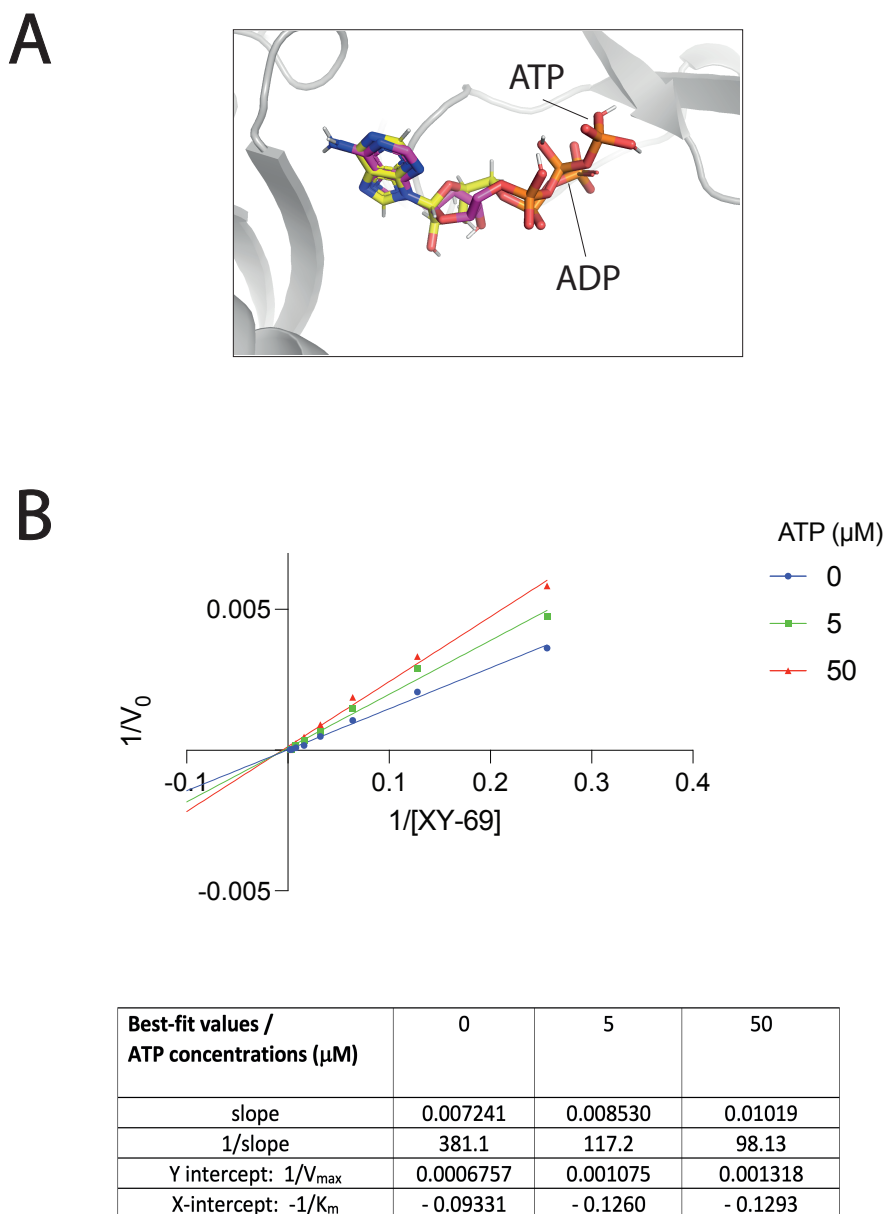 A
ATP
ADP
B
ATP (µM)
0
5
50
0.005
-0.005
1/V0
-0.1
0.1
0.2
0.3
0.4
1/[XY-69]
Best-fit values / ATP concentrations (µM) 0 5 50
slope 0.007241 0.008530 0.01019
1/slope 381.1 117.2 98.13
Y intercept: 1/Vmax 0.0006757 0.001075 0.001318
X-intercept: -1/Km - 0.09331 - 0.1260 - 0.1293